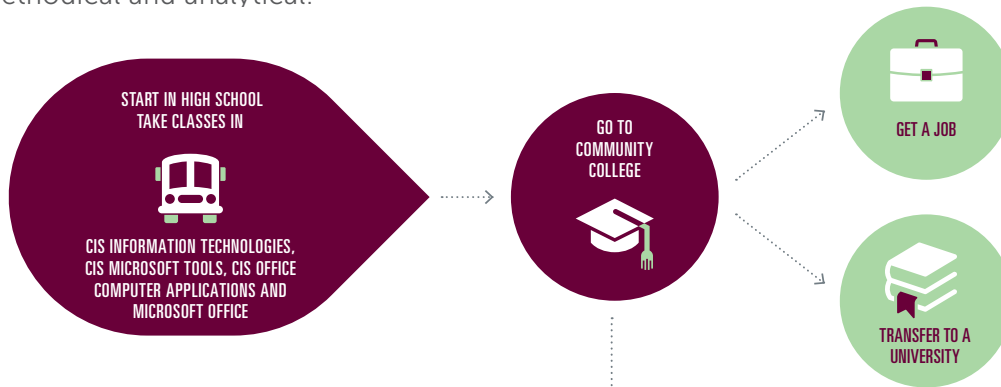 analytical.
START IN HIGH SCHOOL
TAKE CLASSES IN
CIS INFORMATION TECHNOLOGIES,
CIS MICROSOFT TOOLS, CIS OFFICE
COMPUTER APPLICATIONS AND
MICROSOFT OFFICE
GO TO
COMMUNITY
COLLEGE
GET A JOB
TRANSFER TO A
UNIVERSITY